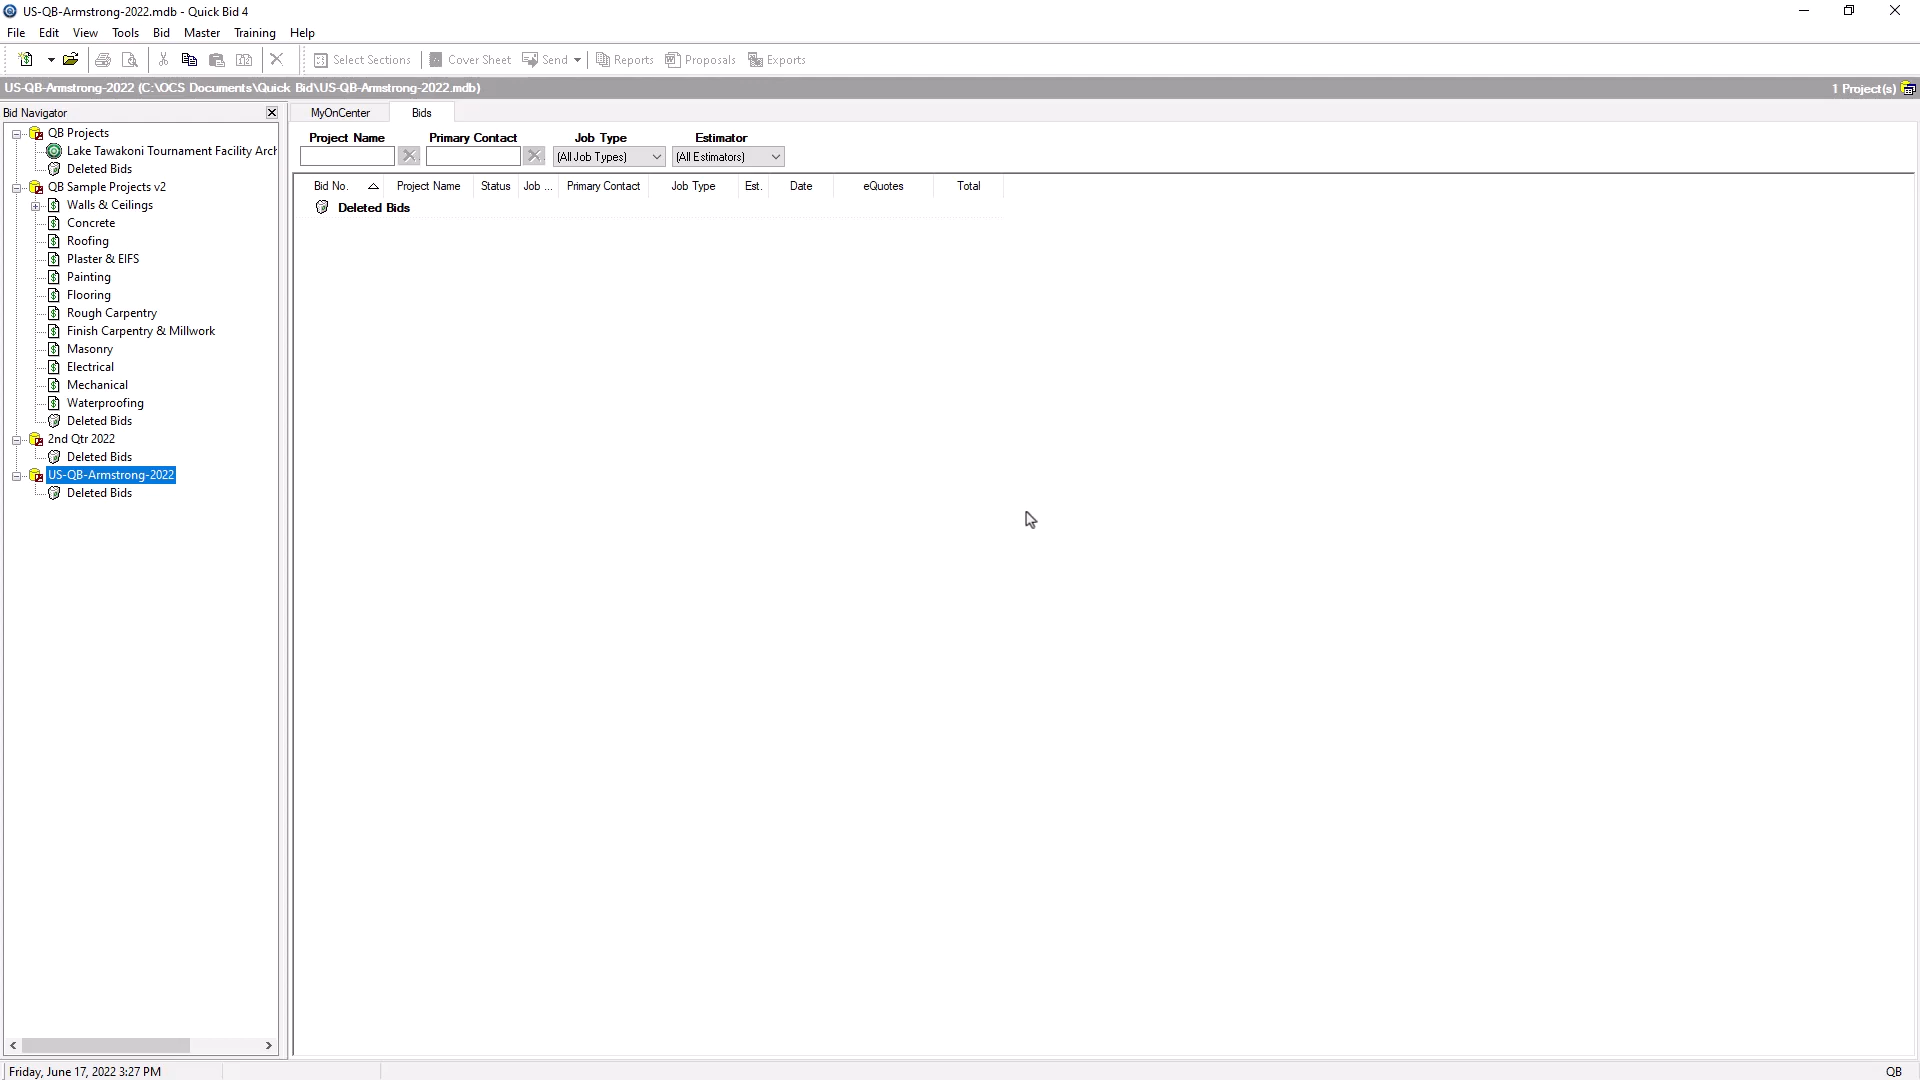 US-QB-Armstrong-2022.mdb - Quick Bid 4
File Edit View Tools Bid Master Training Help
Select Sections Cover Sheet Send Reports Proposals Exports
US-QB-Armstrong-2022 (C:\OCS Documents\Quick Bid\US-QB-Armstrong-2022.mdb) 1 Project(s)
Bid Navigator
QB Projects
Lake Tawakoni Tournament Facility Arch
Deleted Bids
QB Sample Projects v2
Walls & Ceilings
Concrete
Roofing
Plaster & EIFS
Painting
Flooring
Rough Carpentry
Finish Carpentry & Millwork
Masonry
Electrical
Mechanical
Waterproofing
Deleted Bids
2nd Qtr 2022
Deleted Bids
US-QB-Armstrong-2022
Deleted Bids
MyOnCenter Bids
Project Name Primary Contact Job Type Estimator
(All Job Types) (All Estimators)
Bid No. Project Name Status Job ... Primary Contact Job Type Est. Date eQuotes Total
Deleted Bids
Friday, June 17, 2022 3:27 PM QB